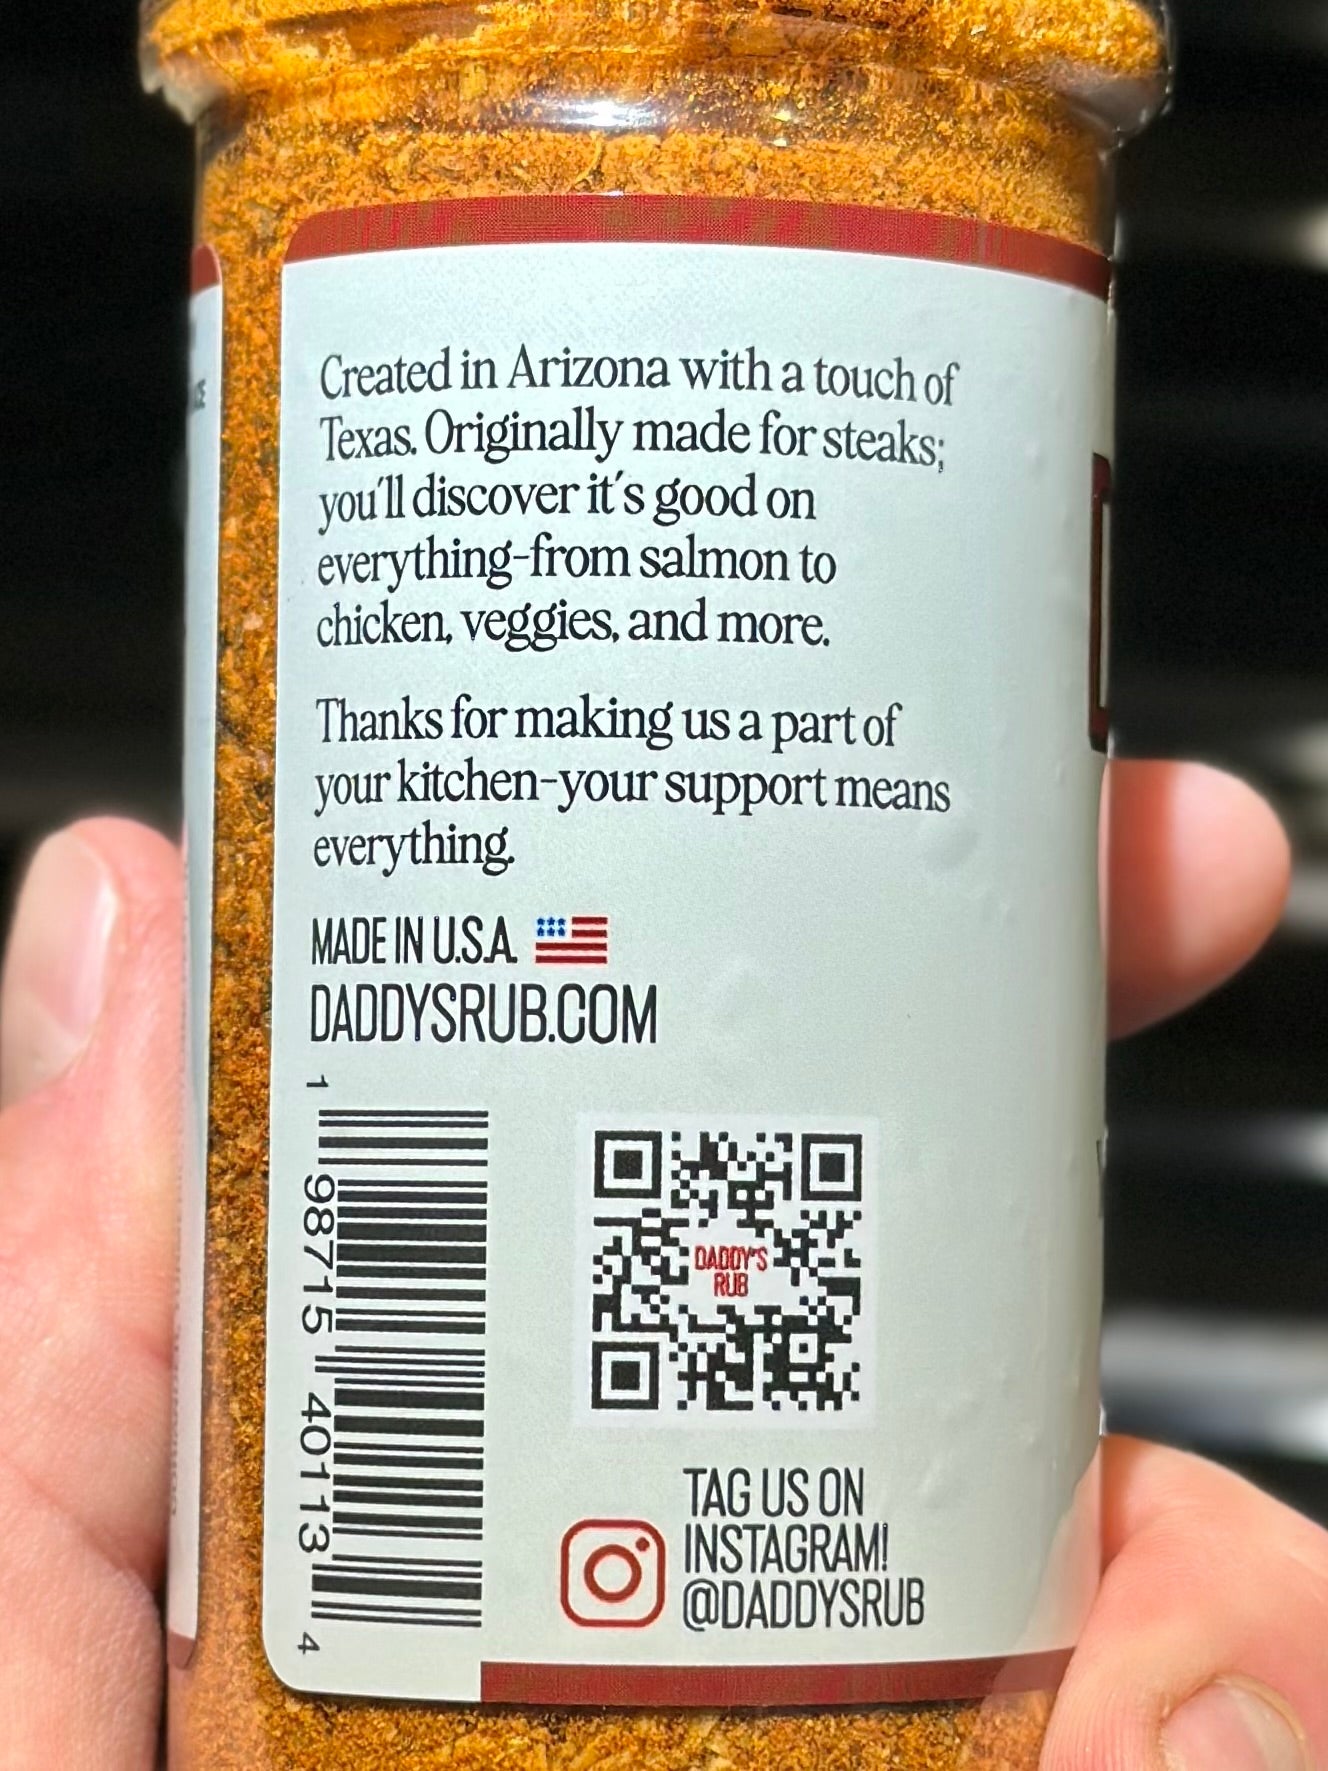 Created in Arizona with a touch of
Texas. Originally made for steaks;
you'll discover it's good on
everything-from salmon to
chicken, veggies, and more.
Thanks for making us a part of
your kitchen-your support means
everything.
MADE IN U.S.A.
DADDYSRUB.COM
1 98715 40113 4
DADDY'S
RUB
TAG US ON
INSTAGRAM!
@DADDYSRUB